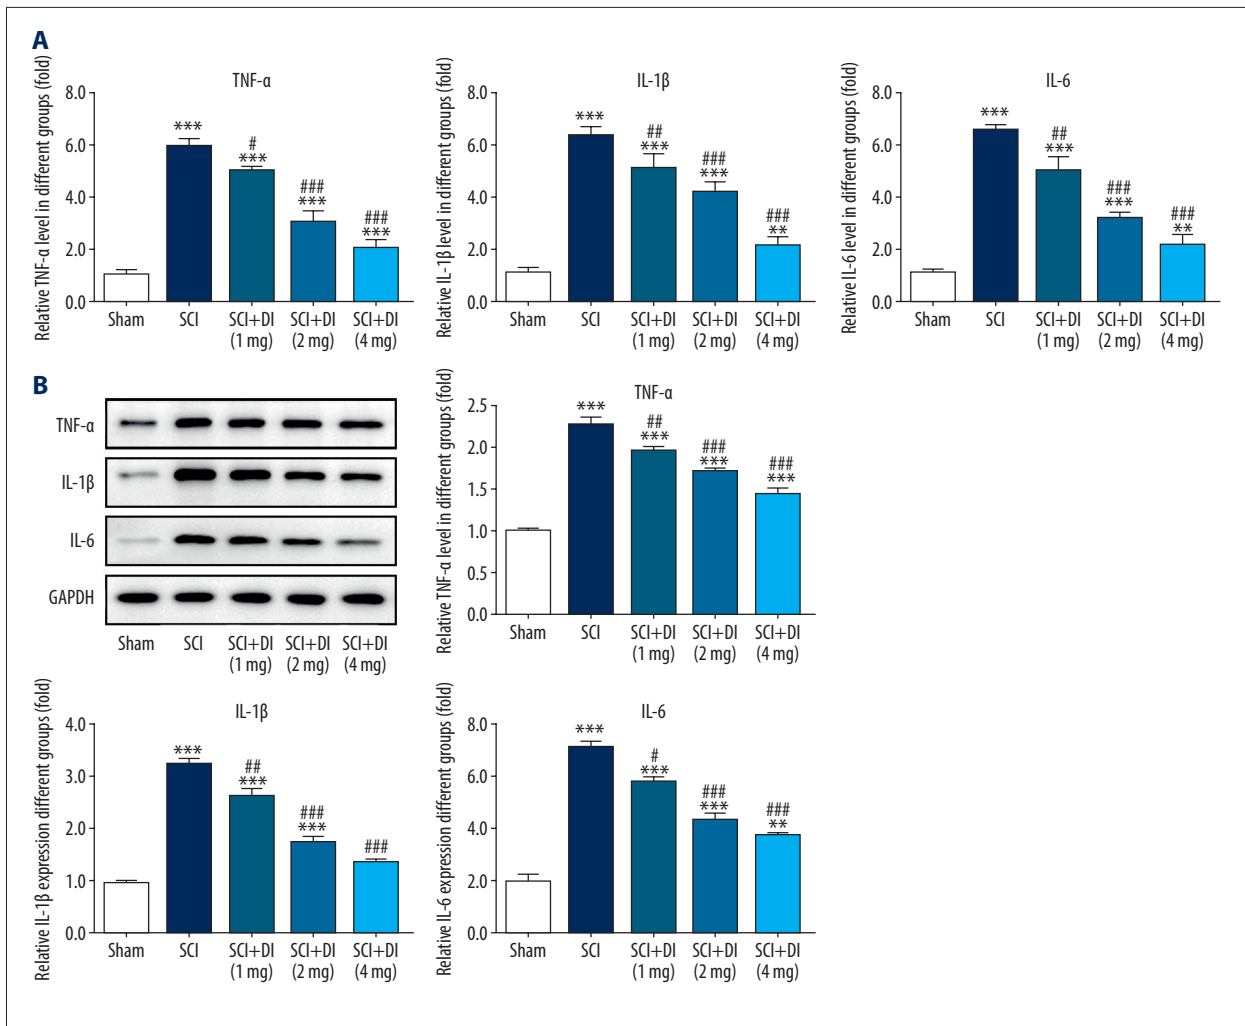 A
TNF-α
Relative TNF-α level in different groups (fold)
8.0
6.0
4.0
2.0
0.0
***
#
***
###
***
###
***
Sham
SCI
SCI+DI
(1 mg)
SCI+DI
(2 mg)
SCI+DI
(4 mg)
IL-1β
Relative IL-1β level in different groups (fold)
8.0
6.0
4.0
2.0
0.0
***
##
***
###
***
###
**
Sham
SCI
SCI+DI
(1 mg)
SCI+DI
(2 mg)
SCI+DI
(4 mg)
IL-6
Relative IL-6 level in different groups (fold)
8.0
6.0
4.0
2.0
0.0
***
##
***
###
***
###
**
Sham
SCI
SCI+DI
(1 mg)
SCI+DI
(2 mg)
SCI+DI
(4 mg)
B
TNF-α
IL-1β
IL-6
GAPDH
Sham
SCI
SCI+DI
(1 mg)
SCI+DI
(2 mg)
SCI+DI
(4 mg)
TNF-α
Relative TNF-α level in different groups (fold)
2.5
2.0
1.5
1.0
0.5
0.0
***
##
***
###
***
###
***
Sham
SCI
SCI+DI
(1 mg)
SCI+DI
(2 mg)
SCI+DI
(4 mg)
IL-1β
Relative IL-1β expression different groups (fold)
4.0
3.0
2.0
1.0
0.0
***
##
***
###
***
###
Sham
SCI
SCI+DI
(1 mg)
SCI+DI
(2 mg)
SCI+DI
(4 mg)
IL-6
Relative IL-6 expression different groups (fold)
8.0
6.0
4.0
2.0
0.0
***
#
***
###
***
###
**
Sham
SCI
SCI+DI
(1 mg)
SCI+DI
(2 mg)
SCI+DI
(4 mg)